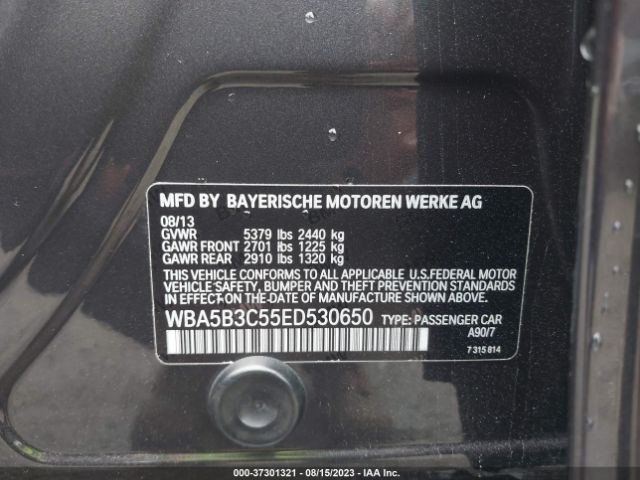 MFD BY BAYERISCHE MOTOREN WERKE AG
08/13
GVWR 5379 lbs 2440 kg
GAWR FRONT 2701 lbs 1225 kg
GAWR REAR 2910 lbs 1320 kg
THIS VEHICLE CONFORMS TO ALL APPLICABLE U.S.FEDERAL MOTOR
VEHICLE SAFETY, BUMPER AND THEFT PREVENTION STANDARDS
IN EFFECT ON THE DATE OF MANUFACTURE SHOWN ABOVE.
WBA5B3C55ED530650 TYPE: PASSENGER CAR
A90/7
7315814
000-37301321 - 08/15/2023 - IAA Inc.